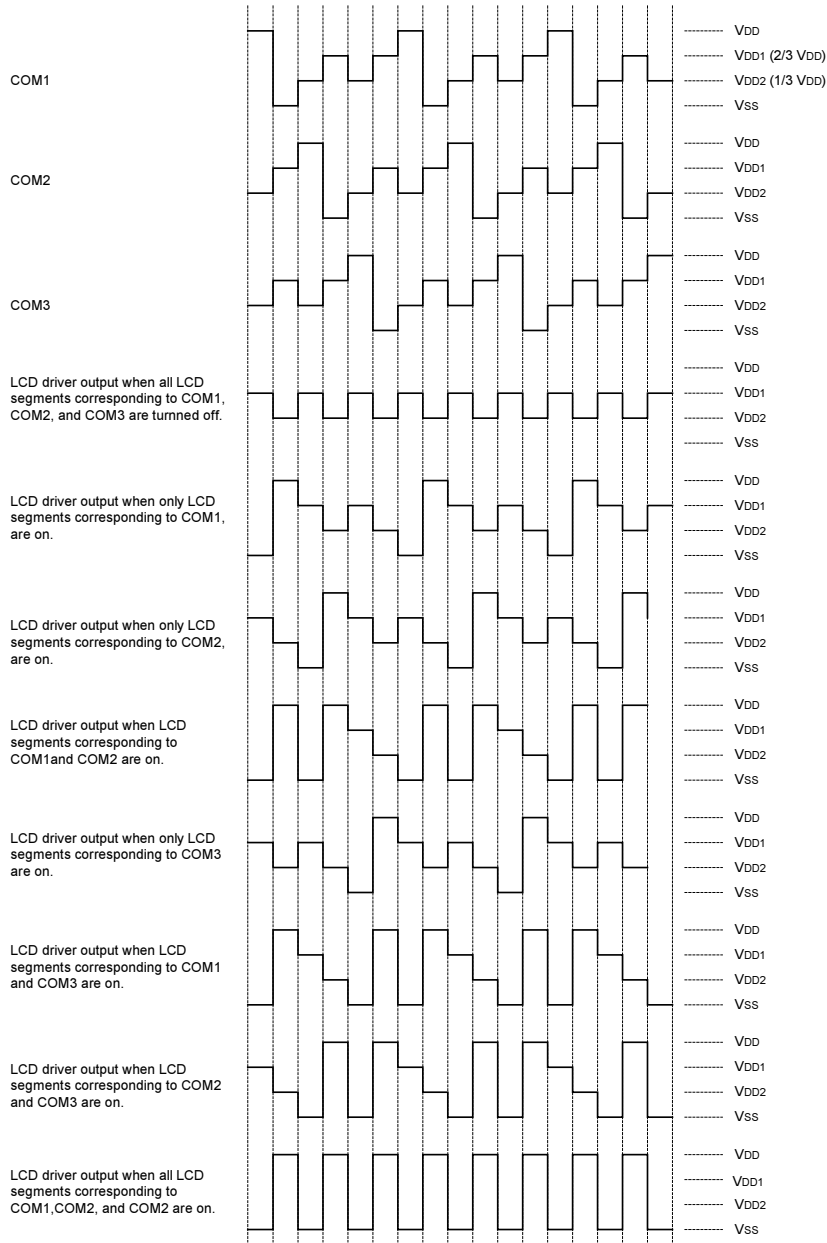 VDD
VDD1 (2/3 VDD)
COM1
VDD2 (1/3 VDD)
VSS
VDD
VDD1
COM2
VDD2
VSS
VDD
VDD1
COM3
VDD2
VSS
VDD
LCD driver output when all LCD
segments corresponding to COM1,
COM2, and COM3 are turnned off.
VDD1
VDD2
VSS
VDD
LCD driver output when only LCD
segments corresponding to COM1,
are on.
VDD1
VDD2
VSS
VDD
VDD1
LCD driver output when only LCD
segments corresponding to COM2,
are on.
VDD2
VSS
VDD
LCD driver output when LCD
segments corresponding to
COM1and COM2 are on.
VDD1
VDD2
VSS
VDD
LCD driver output when only LCD
segments corresponding to COM3
are on.
VDD1
VDD2
VSS
VDD
LCD driver output when LCD
segments corresponding to COM1
and COM3 are on.
VDD1
VDD2
VSS
VDD
VDD1
LCD driver output when LCD
segments corresponding to COM2
and COM3 are on.
VDD2
VSS
VDD
LCD driver output when all LCD
segments corresponding to
COM1,COM2, and COM2 are on.
VDD1
VDD2
VSS